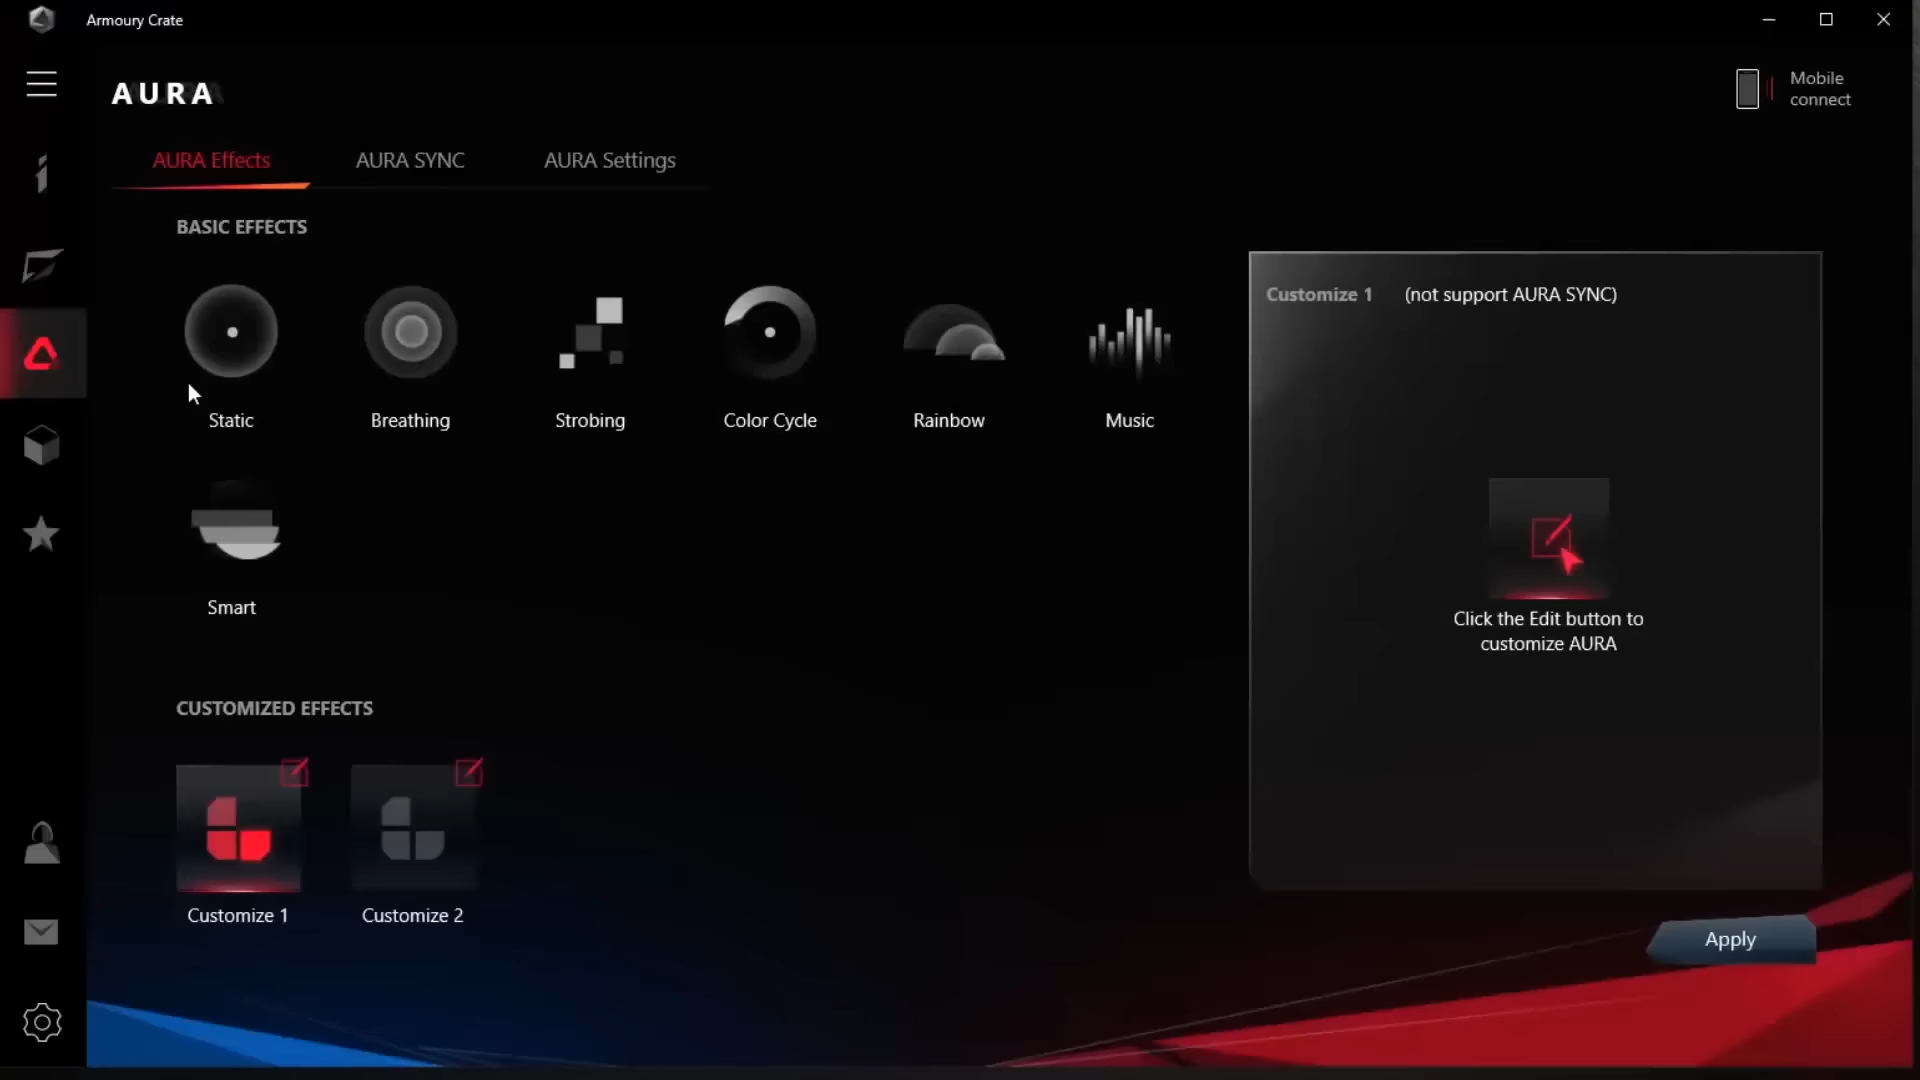 Armoury Crate
AURA
Mobile
connect
AURA Effects
AURA SYNC
AURA Settings
BASIC EFFECTS
Static
Breathing
Strobing
Color Cycle
Rainbow
Music
Smart
CUSTOMIZED EFFECTS
Customize 1
Customize 2
Customize 1 (not support AURA SYNC)
Click the Edit button to
customize AURA
Apply